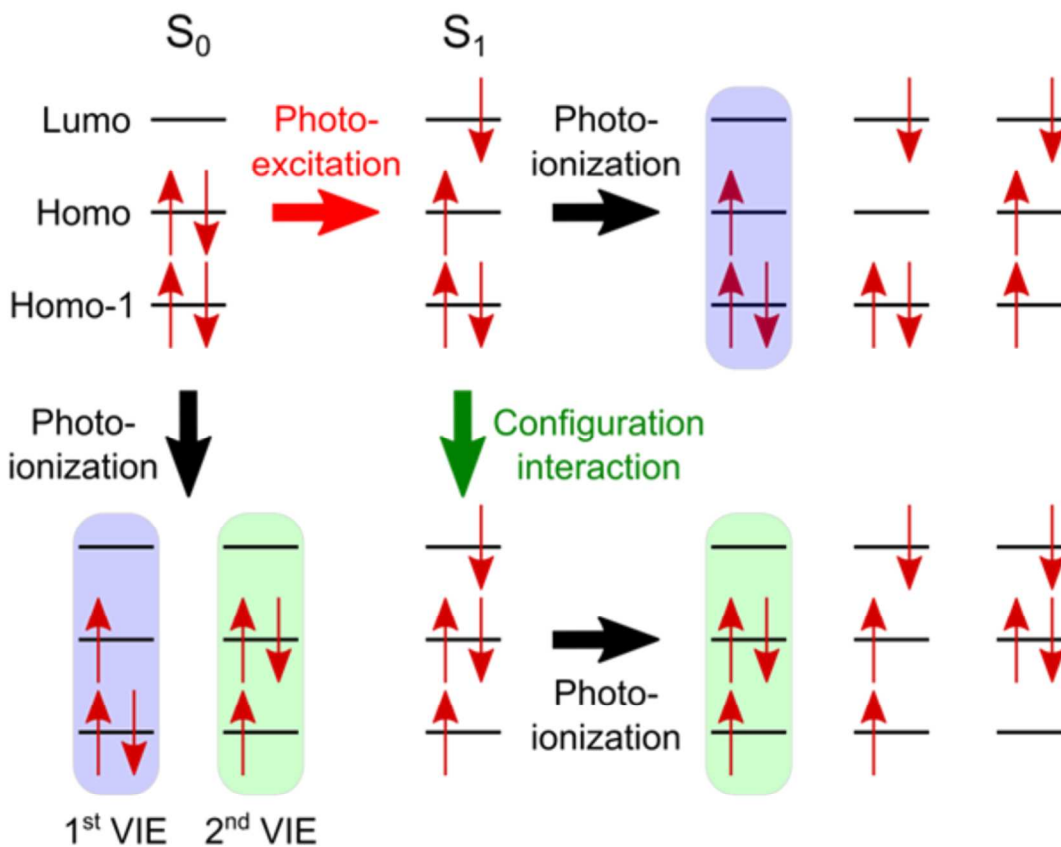 S₀
S₁
Lumo
Homo
Homo-1
Photo-
excitation
Photo-
ionization
Photo-
ionization
Configuration
interaction
Photo-
ionization
1ˢᵗ VIE
2ⁿᵈ VIE